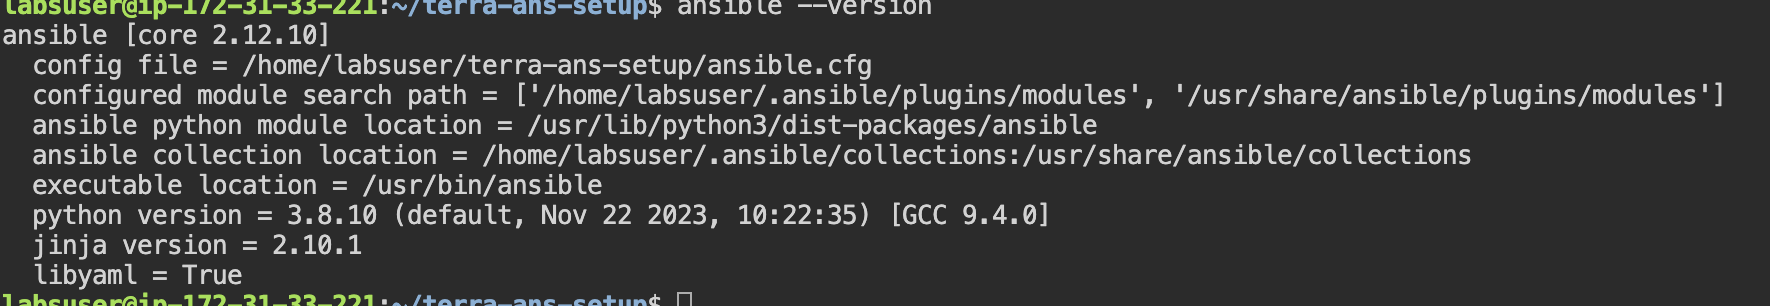 labsuser@ip-172-31-33-221:~/terra-ans-setup$ ansible --version
ansible [core 2.12.10]
  config file = /home/labsuser/terra-ans-setup/ansible.cfg
  configured module search path = ['/home/labsuser/.ansible/plugins/modules', '/usr/share/ansible/plugins/modules']
  ansible python module location = /usr/lib/python3/dist-packages/ansible
  ansible collection location = /home/labsuser/.ansible/collections:/usr/share/ansible/collections
  executable location = /usr/bin/ansible
  python version = 3.8.10 (default, Nov 22 2023, 10:22:35) [GCC 9.4.0]
  jinja version = 2.10.1
  libyaml = True
labsuser@ip-172-31-33-221:~/terra-ans-setup$